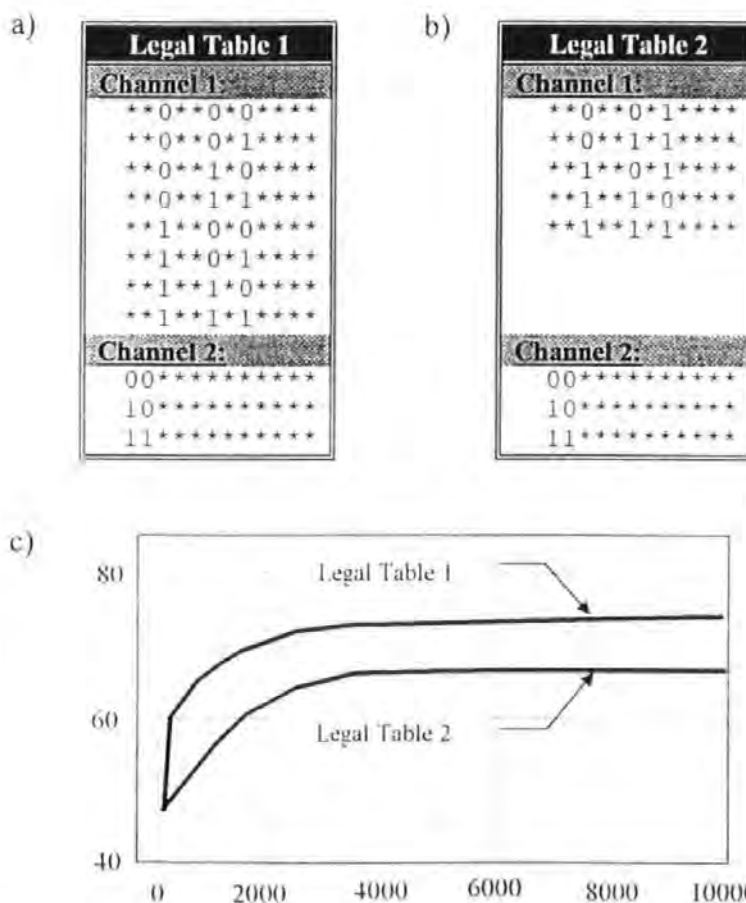 a)
Legal Table 1
Channel 1:
**0**0*0****
**0**0*1****
**0**1*0****
**0**1*1****
**1**0*0****
**1**0*1****
**1**1*0****
**1**1*1****
Channel 2:
00**********
10**********
11**********
b)
Legal Table 2
Channel 1:
**0**0*1****
**0**1*1****
**1**0*1****
**1**1*0****
**1**1*1****
Channel 2:
00**********
10**********
11**********
c)
80
Legal Table 1
60
Legal Table 2
40
0 2000 4000 6000 8000 10000